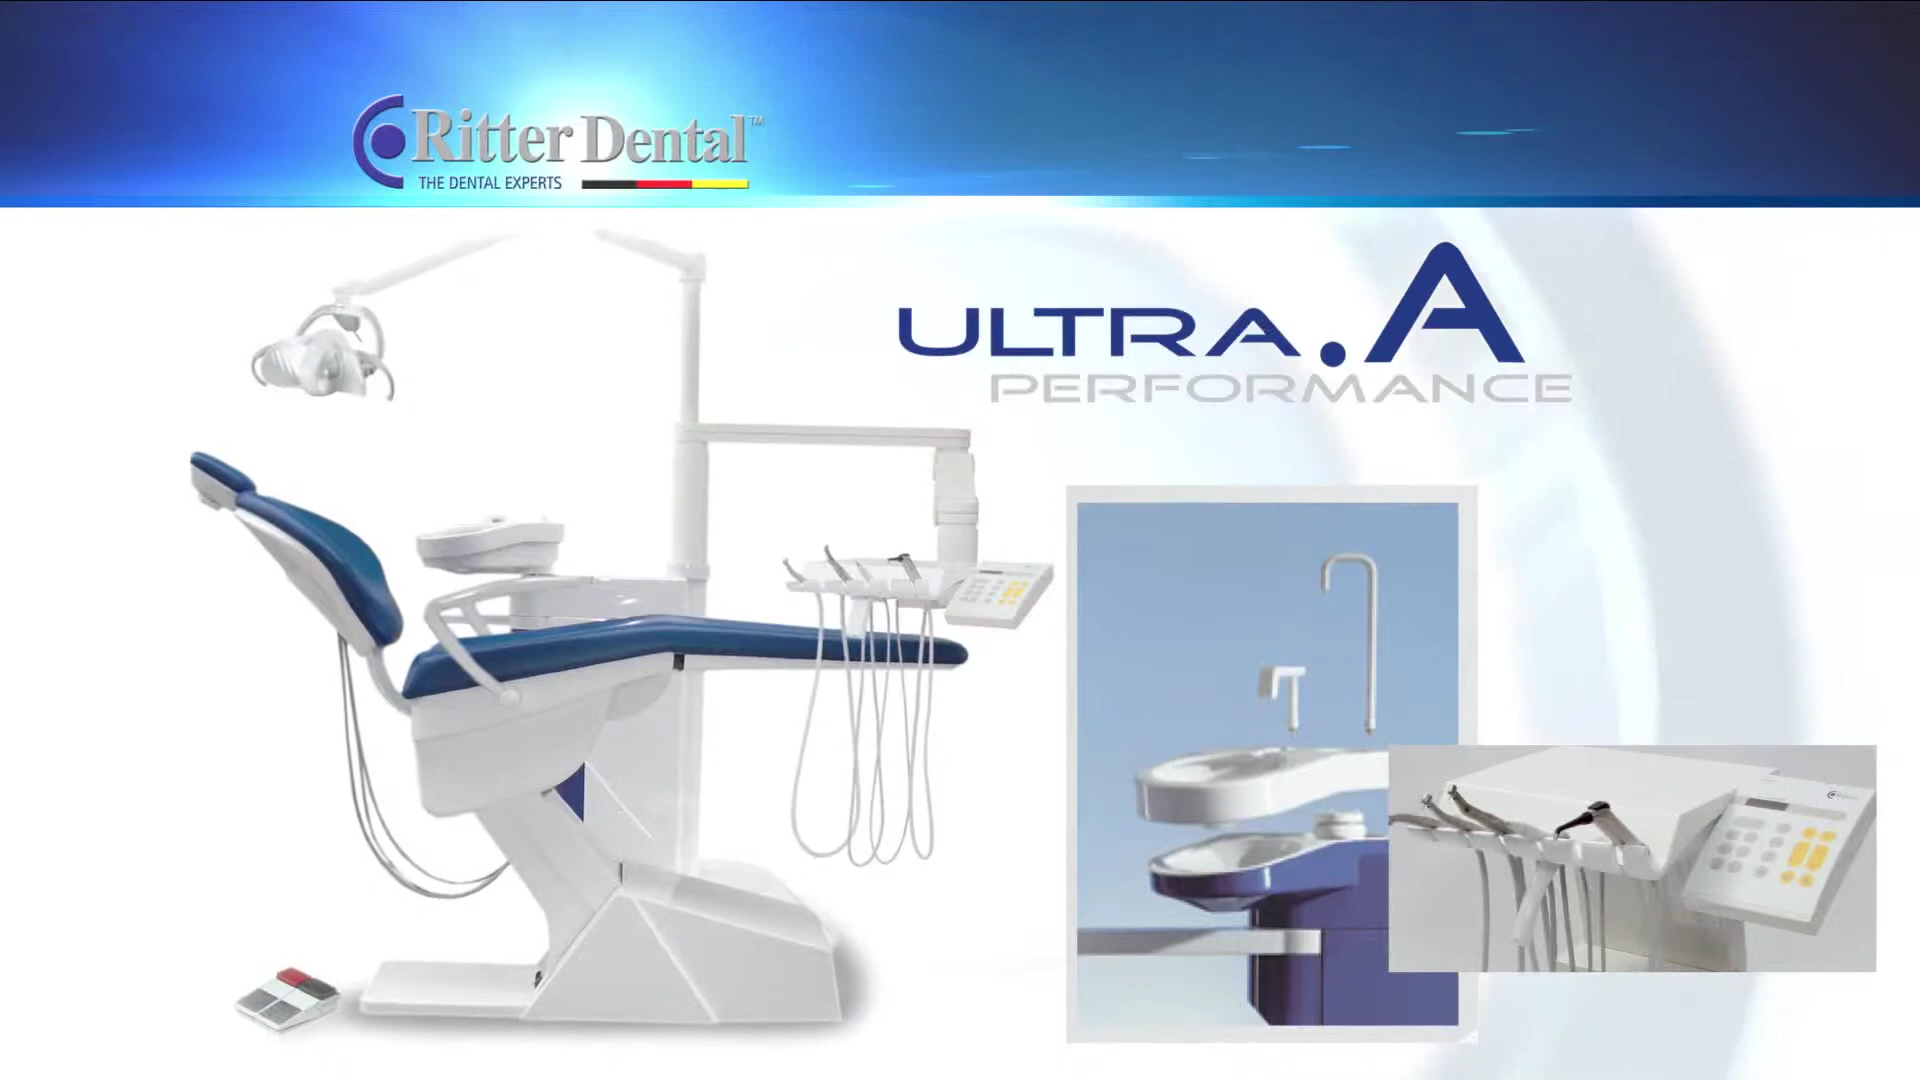 Ritter Dental™
THE DENTAL EXPERTS
ULTRA.A
PERFORMANCE